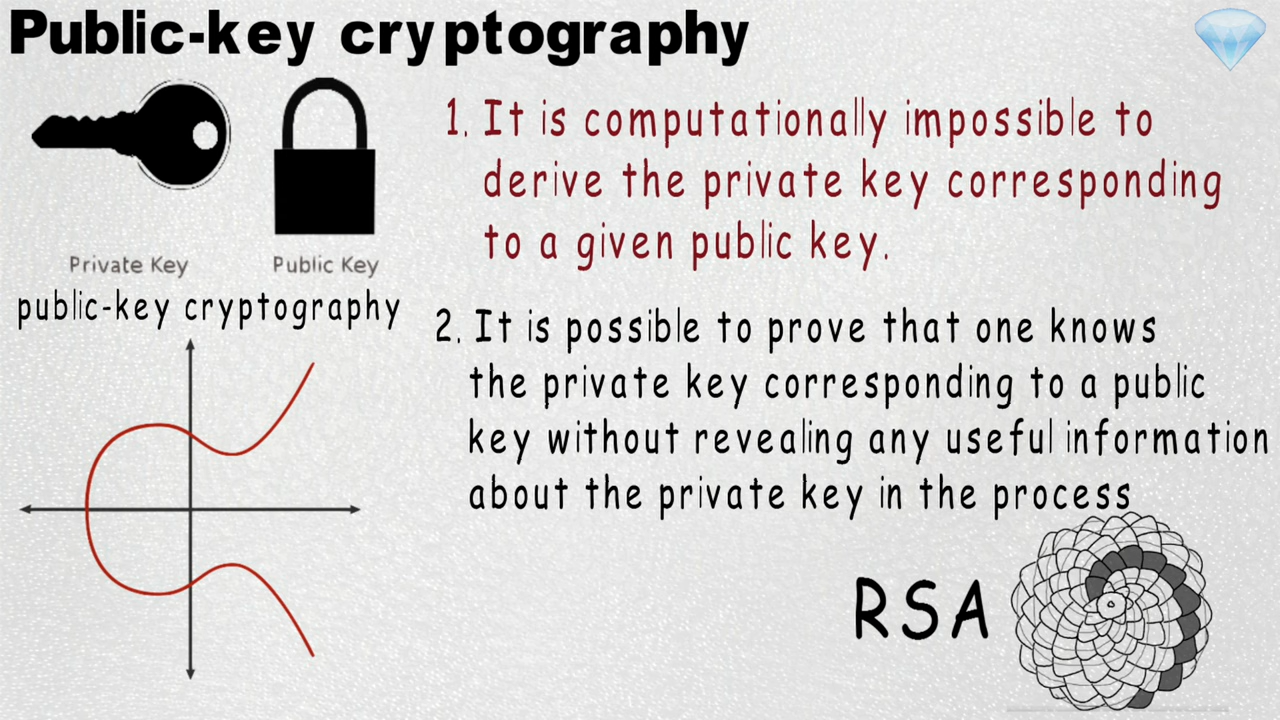 Public-key cryptography
Private Key
Public Key
public-key cryptography
1. It is computationally impossible to
derive the private key corresponding
to a given public key.
2. It is possible to prove that one knows
the private key corresponding to a public
key without revealing any useful information
about the private key in the process
RSA